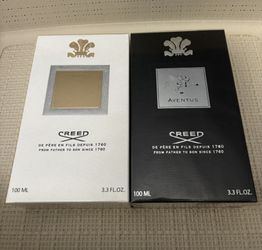 CREED
DE PÈRE EN FILS DEPUIS 1760
FROM FATHER TO SON SINCE 1760
100 ML 3.3 FL.OZ.
AVENTUS
CREED
DE PÈRE EN FILS DEPUIS 1760
FROM FATHER TO SON SINCE 1760
100 ML 3.3 FL.OZ.